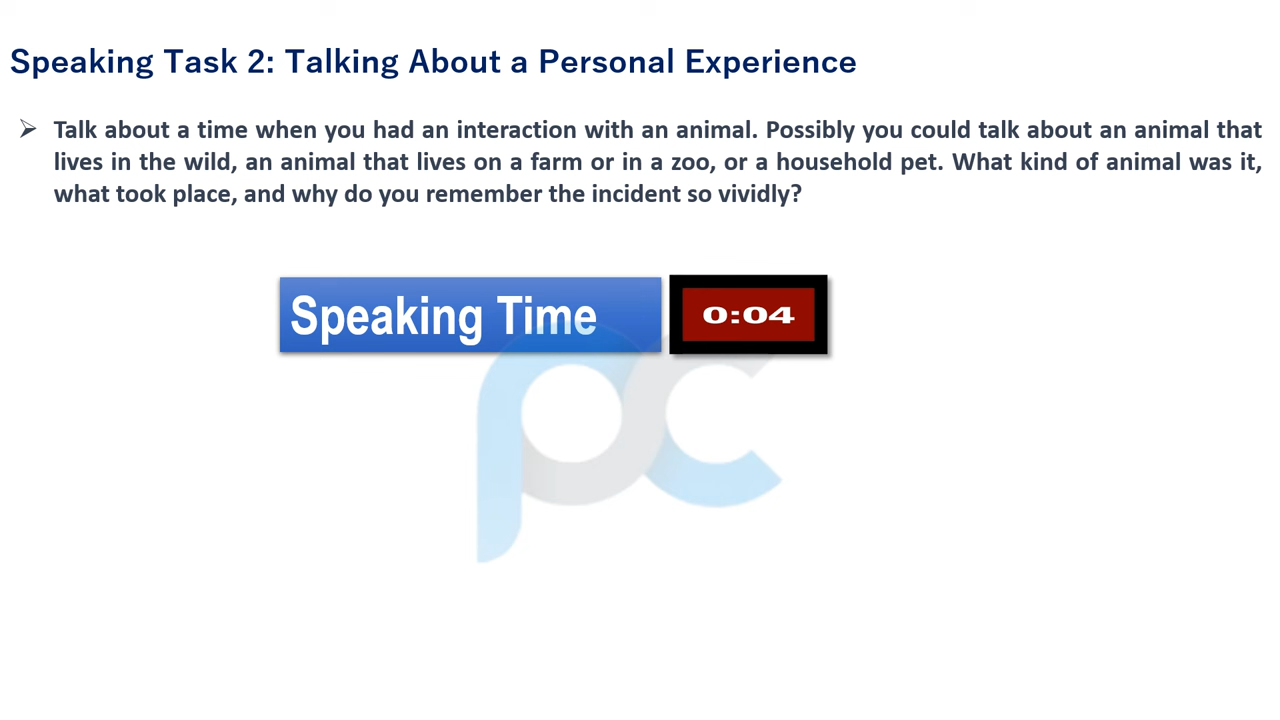 Speaking Task 2: Talking About a Personal Experience
Talk about a time when you had an interaction with an animal. Possibly you could talk about an animal that
lives in the wild, an animal that lives on a farm or in a zoo, or a household pet. What kind of animal was it,
what took place, and why do you remember the incident so vividly?
Speaking Time
0:04
pc